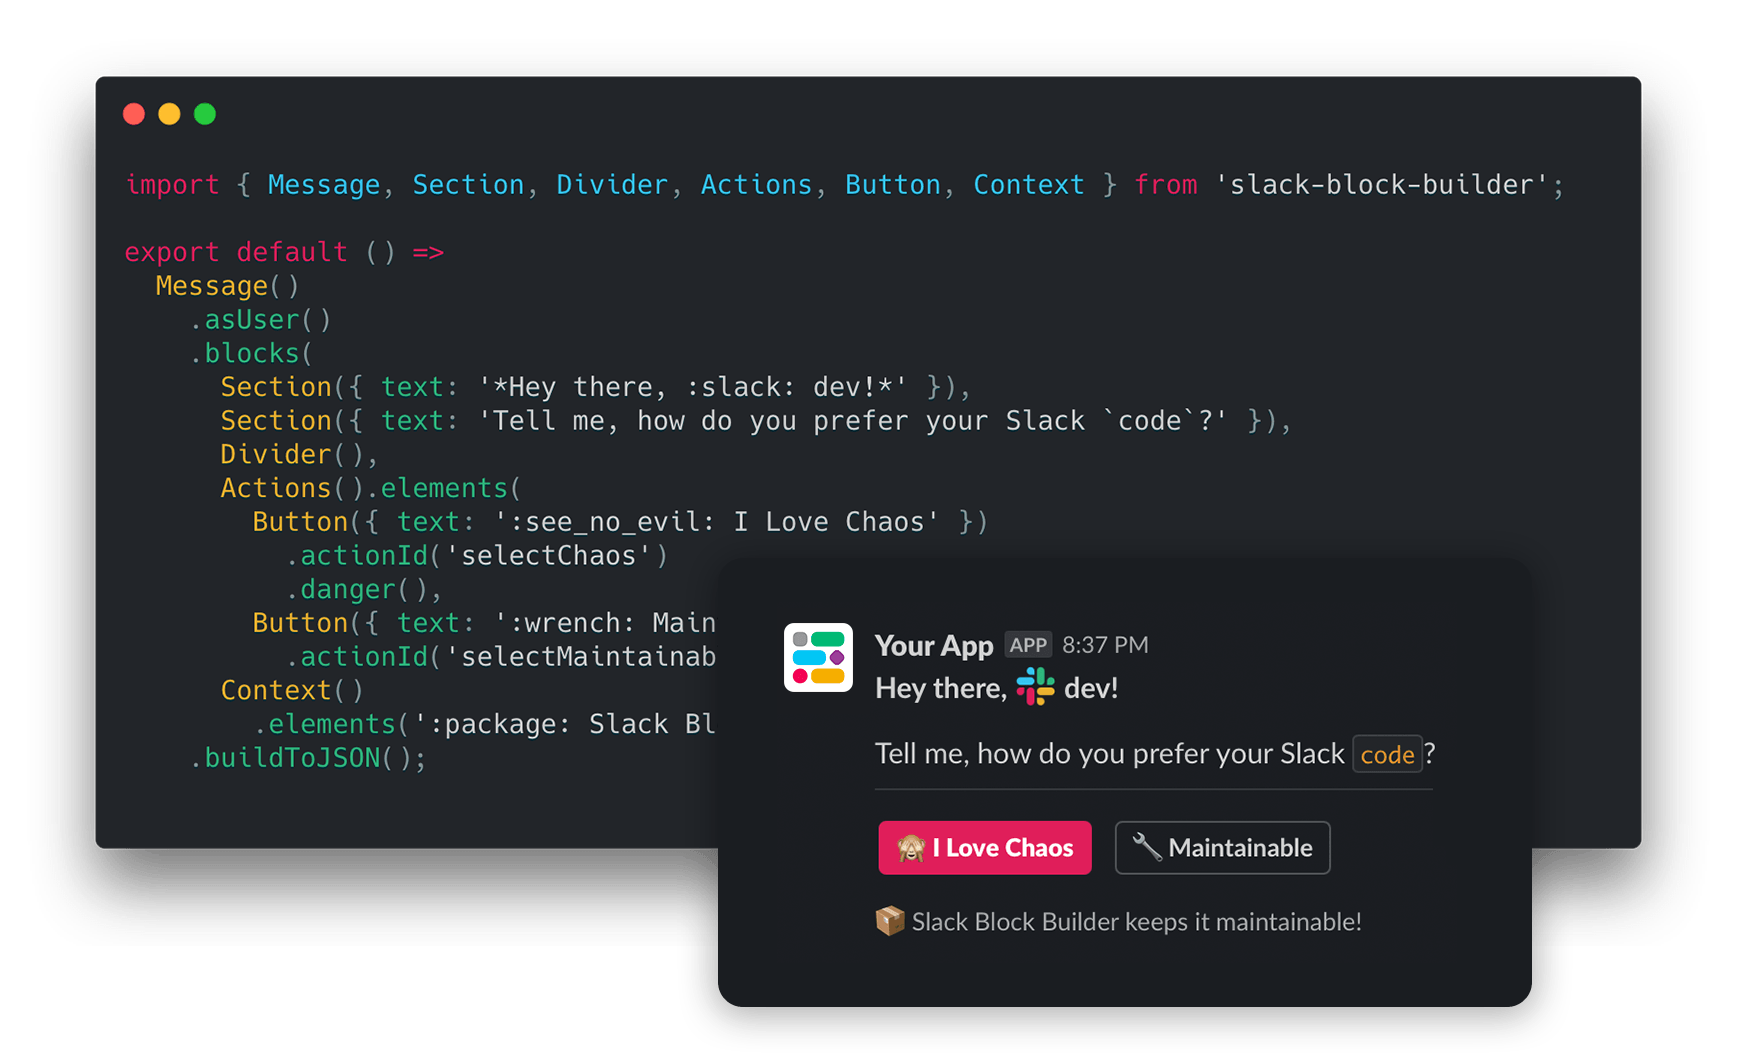 import { Message, Section, Divider, Actions, Button, Context } from 'slack-block-builder';
export default () =>
Message()
.asUser()
.blocks(
Section({ text: '*Hey there, :slack: dev!*' }),
Section({ text: 'Tell me, how do you prefer your Slack `code`?' }),
Divider(),
Actions().elements(
Button({ text: ':see_no_evil: I Love Chaos' })
.actionId('selectChaos')
.danger(),
Button({ text: ':wrench: Main
.actionId('selectMaintainab
Context()
.elements(':package: Slack Bl
.buildToJSON();
Your App APP 8:37 PM
Hey there, dev!
Tell me, how do you prefer your Slack code?
I Love Chaos
Maintainable
Slack Block Builder keeps it maintainable!